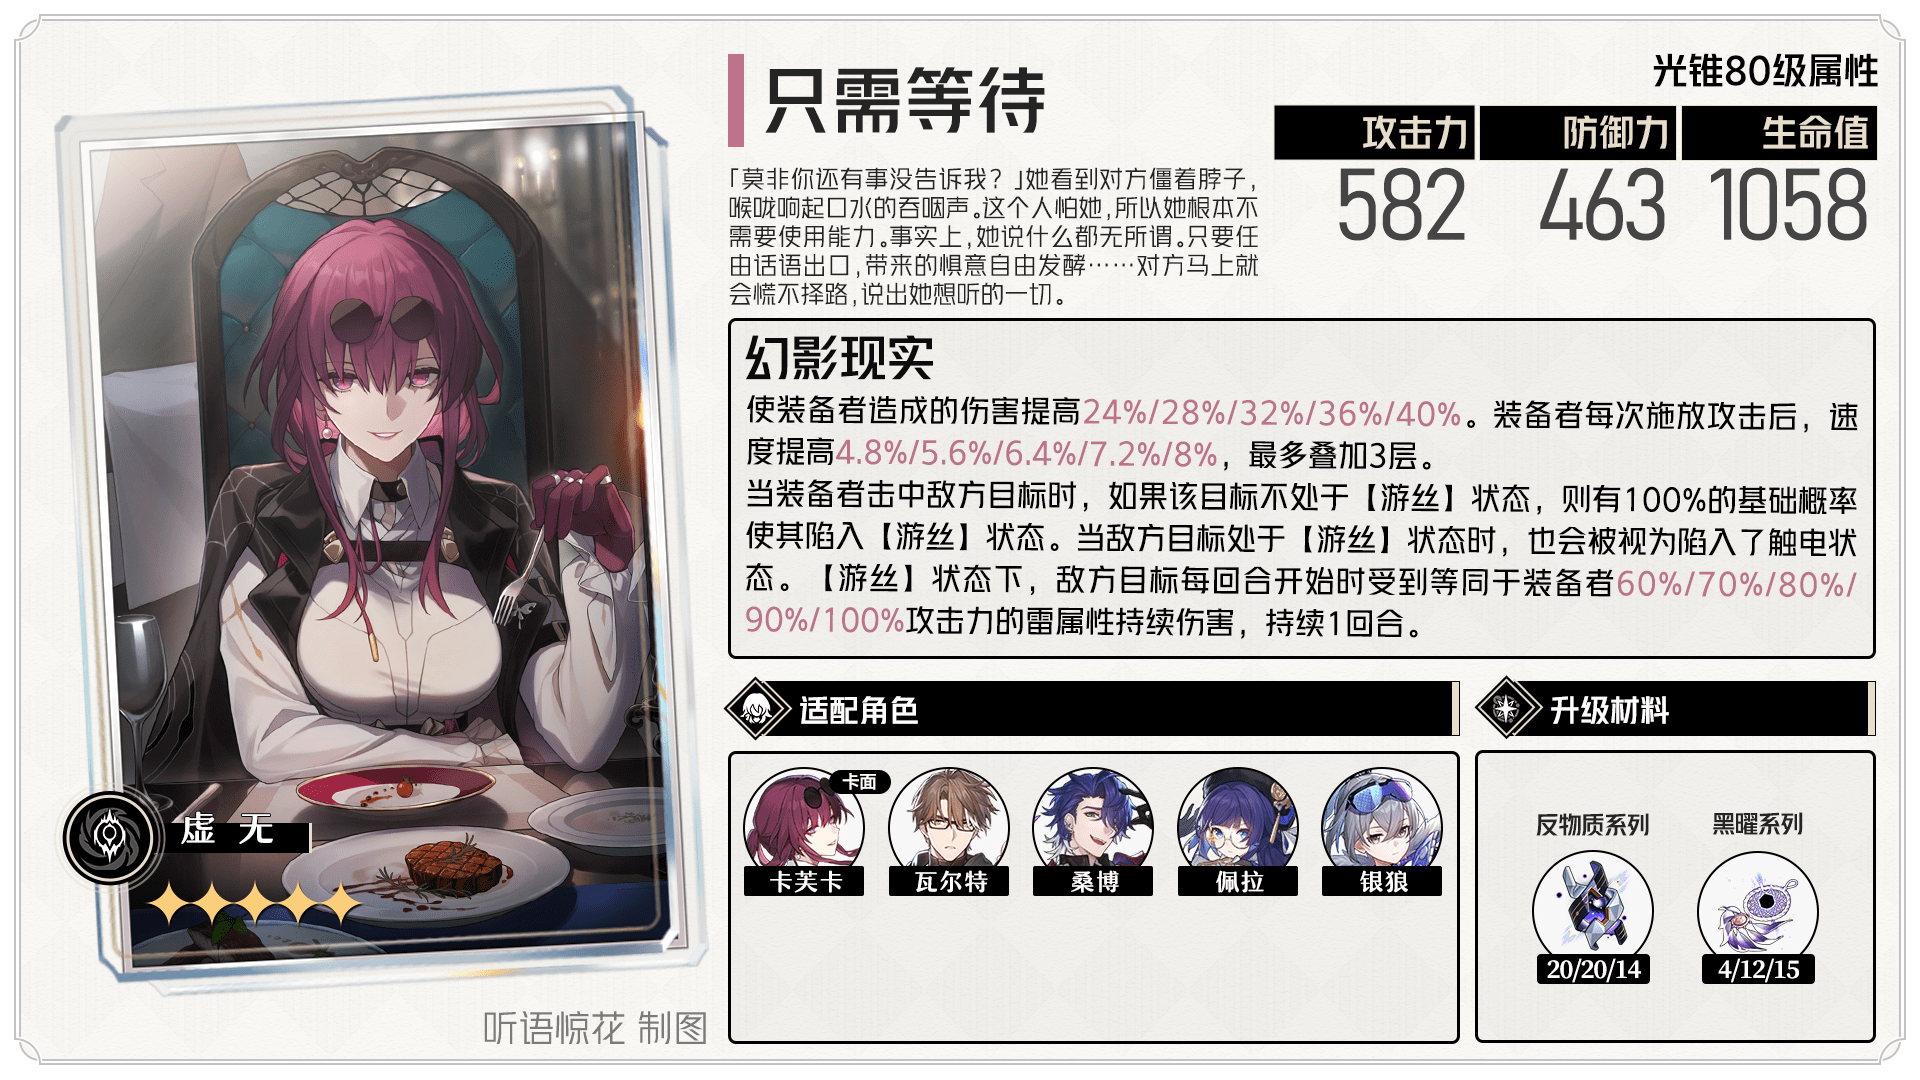 只需等待
「莫非你还有事没告诉我？」她看到对方僵着脖子，
喉咙响起口水的吞咽声。这个人怕她，所以她根本不
需要使用能力。事实上，她说什么都无所谓。只要任
由话语出口，带来的惧意自由发酵……对方马上就
会慌不择路，说出她想听的一切。
光锥80级属性
攻击力 防御力 生命值
582 463 1058
幻影现实
使装备者造成的伤害提高24%/28%/32%/36%/40%。装备者每次施放攻击后，速
度提高4.8%/5.6%/6.4%/7.2%/8%，最多叠加3层。
当装备者击中敌方目标时，如果该目标不处于【游丝】状态，则有100%的基础概率
使其陷入【游丝】状态。当敌方目标处于【游丝】状态时，也会被视为陷入了触电状
态。【游丝】状态下，敌方目标每回合开始时受到等同于装备者60%/70%/80%/
90%/100%攻击力的雷属性持续伤害，持续1回合。
适配角色
卡面
卡芙卡 瓦尔特 桑博 佩拉 银狼
升级材料
反物质系列 黑曜系列
20/20/14 4/12/15
虚无
听语惊花 制图